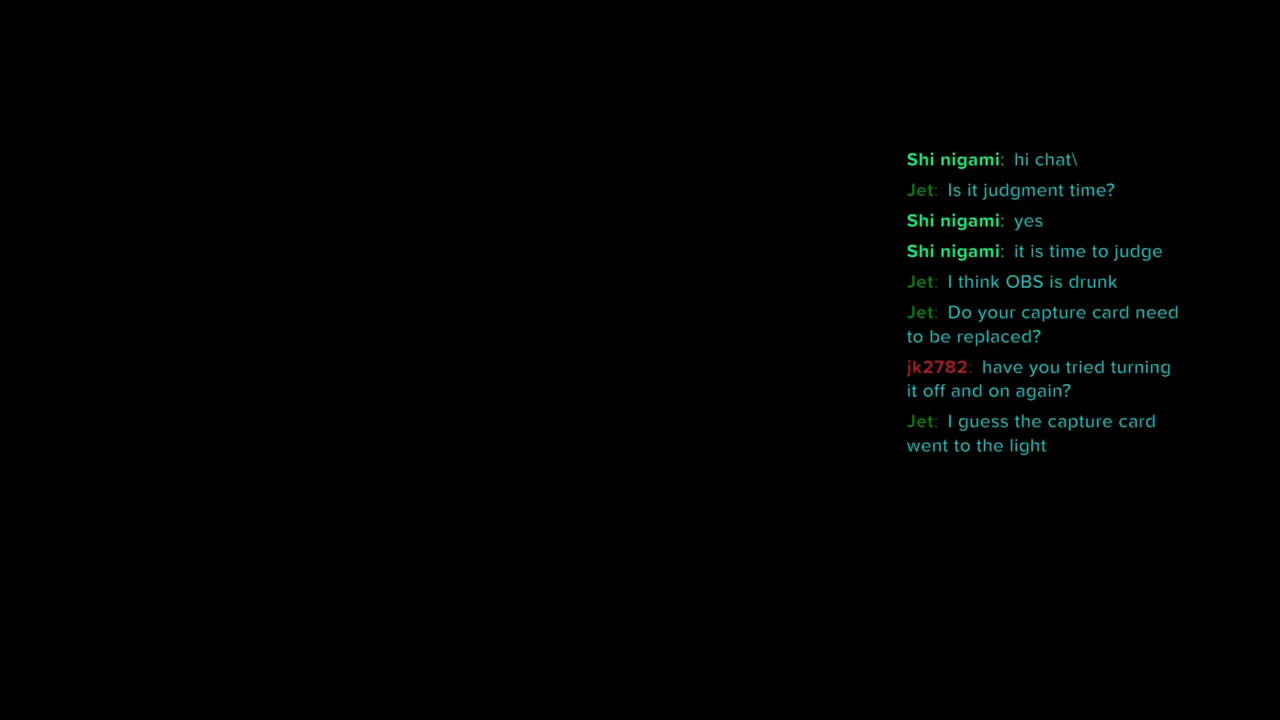 Shi nigami: hi chat\
Jet: Is it judgment time?
Shi nigami: yes
Shi nigami: it is time to judge
Jet: I think OBS is drunk
Jet: Do your capture card need
to be replaced?
jk2782: have you tried turning
it off and on again?
Jet: I guess the capture card
went to the light